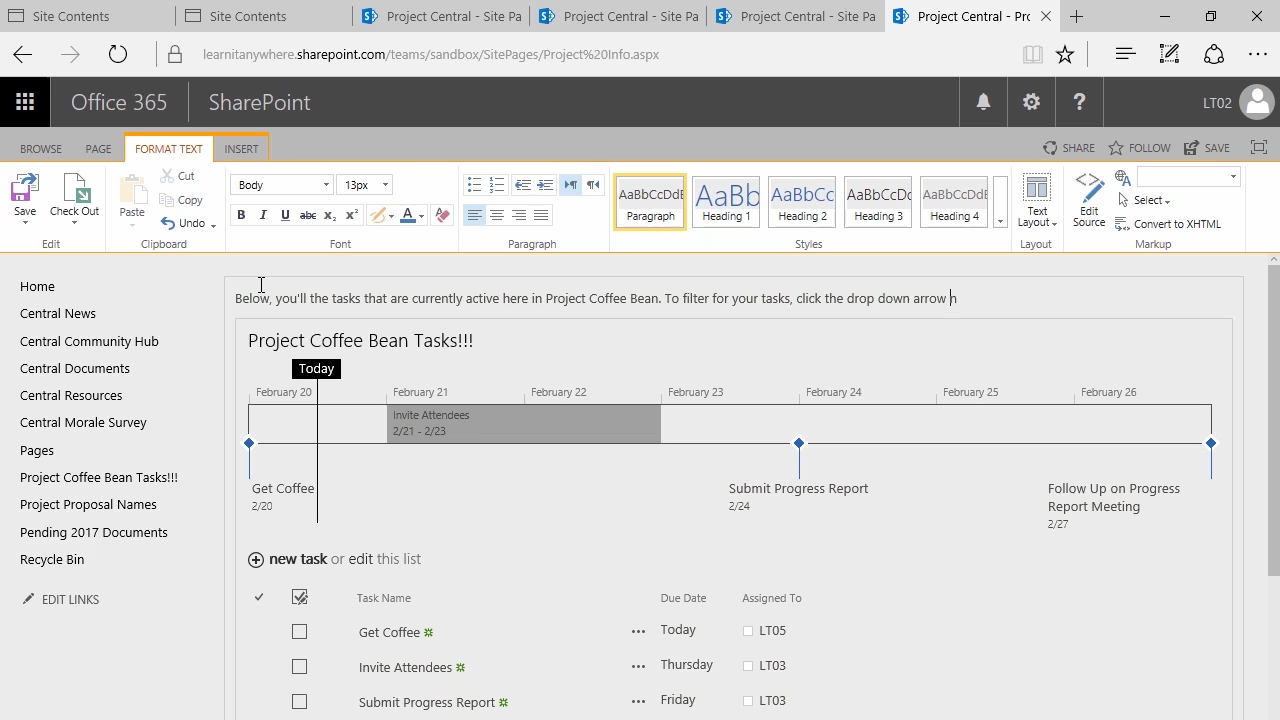 Site Contents
Site Contents
Project Central - Site Pa
Project Central - Site Pa
Project Central - Site Pa
Project Central - Pro
learnitanywhere.sharepoint.com/teams/sandbox/SitePages/Project%20Info.aspx
Office 365
SharePoint
?
LT02
BROWSE
PAGE
FORMAT TEXT
INSERT
SHARE
FOLLOW
SAVE
Save
Check Out
Edit
Paste
Cut
Copy
Undo
Clipboard
Body
13px
B I U abc x₂ x²
A
Font
Paragraph
AaBbCcDdE
Paragraph
AaBb
Heading 1
AaBbCc
Heading 2
AaBbCcDc
Heading 3
AaBbCcDdE
Heading 4
Styles
Text
Layout
Layout
Edit
Source
Select
Convert to XHTML
Markup
Home
Central News
Central Community Hub
Central Documents
Central Resources
Central Morale Survey
Pages
Project Coffee Bean Tasks!!!
Project Proposal Names
Pending 2017 Documents
Recycle Bin
EDIT LINKS
Below, you'll the tasks that are currently active here in Project Coffee Bean. To filter for your tasks, click the drop down arrow n
Project Coffee Bean Tasks!!!
Today
February 20
February 21
February 22
February 23
February 24
February 25
February 26
Invite Attendees
2/21 - 2/23
Get Coffee
2/20
Submit Progress Report
2/24
Follow Up on Progress
Report Meeting
2/27
new task or edit this list
Task Name
Due Date
Assigned To
Get Coffee
Today
LT05
Invite Attendees
Thursday
LT03
Submit Progress Report
Friday
LT03